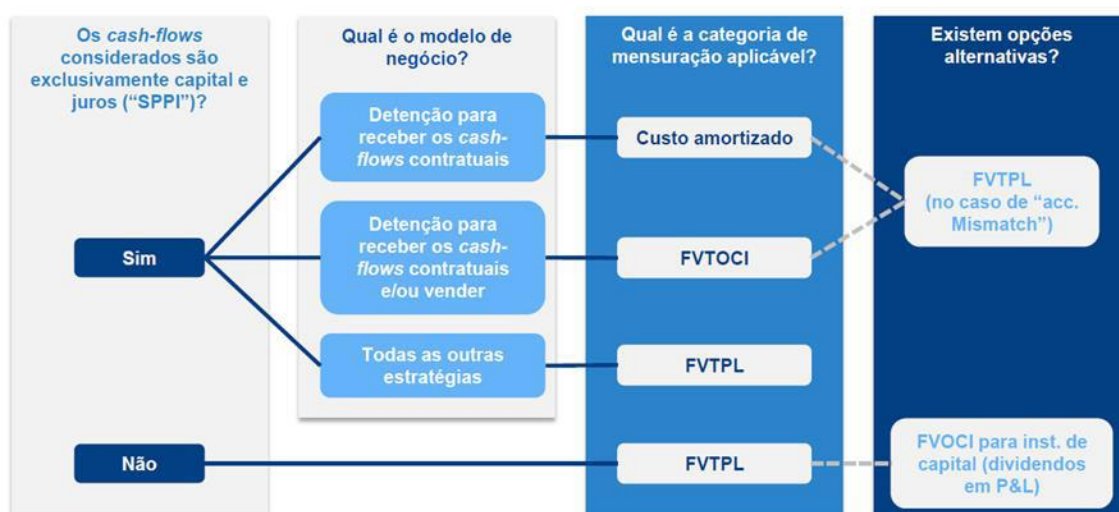 Os cash-flows
considerados são
exclusivamente capital e
juros (“SPPI”)?
Qual é o modelo de
negócio?
Qual é a categoria de
mensuração aplicável?
Existem opções
alternativas?
Sim
Detenção para
receber os cash-
flows contratuais
Custo amortizado
FVTPL
(no caso de “acc.
Mismatch”)
Detenção para
receber os cash-
flows contratuais
e/ou vender
FVTOCI
Todas as outras
estratégias
FVTPL
Não
FVTPL
FVOCI para inst. de
capital (dividendos
em P&L)